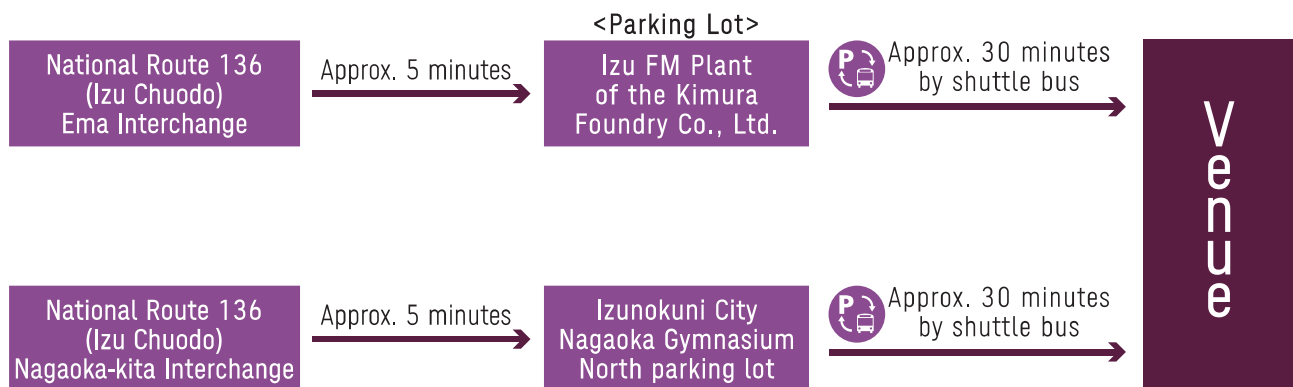 <Parking Lot>
National Route 136
(Izu Chuodo)
Ema Interchange
Approx. 5 minutes
Izu FM Plant
of the Kimura
Foundry Co., Ltd.
P
Approx. 30 minutes
by shuttle bus
Venue
National Route 136
(Izu Chuodo)
Nagaoka-kita Interchange
Approx. 5 minutes
Izunokuni City
Nagaoka Gymnasium
North parking lot
P
Approx. 30 minutes
by shuttle bus